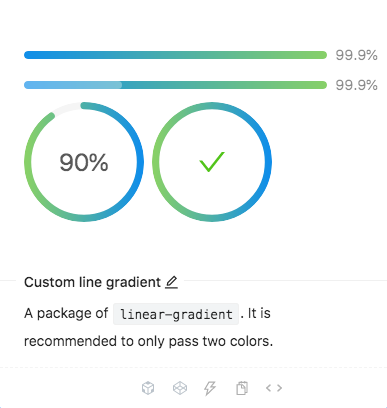 99.9%
99.9%
90%
Custom line gradient
A package of linear-gradient. It is
recommended to only pass two colors.